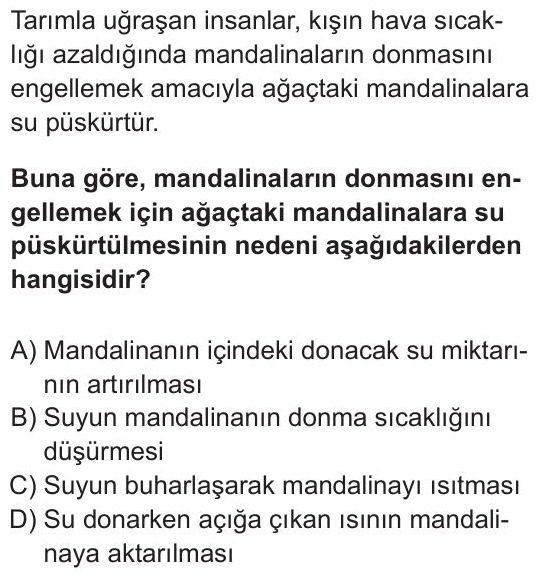 Tarımla uğraşan insanlar, kışın hava sıcak-
lığı azaldığında mandalinaların donmasını
engellemek amacıyla ağaçtaki mandalinalara
su püskürtür.
Buna göre, mandalinaların donmasını en-
gellemek için ağaçtaki mandalinalara su
püskürtülmesinin nedeni aşağıdakilerden
hangisidir?
A) Mandalinanın içindeki donacak su miktarı-
nın artırılması
B) Suyun mandalinanın donma sıcaklığını
düşürmesi
C) Suyun buharlaşarak mandalinayı ısıtması
D) Su donarken açığa çıkan ısının mandali-
naya aktarılması